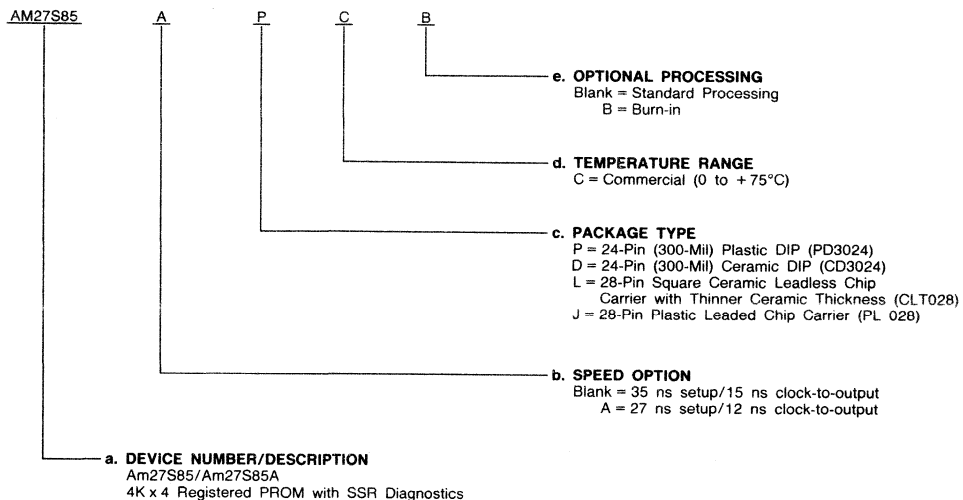 AM27S85 A P C B
e. OPTIONAL PROCESSING
Blank = Standard Processing
B = Burn-in
d. TEMPERATURE RANGE
C = Commercial (0 to +75°C)
c. PACKAGE TYPE
P = 24-Pin (300-Mil) Plastic DIP (PD3024)
D = 24-Pin (300-Mil) Ceramic DIP (CD3024)
L = 28-Pin Square Ceramic Leadless Chip
Carrier with Thinner Ceramic Thickness (CLT028)
J = 28-Pin Plastic Leaded Chip Carrier (PL 028)
b. SPEED OPTION
Blank = 35 ns setup/15 ns clock-to-output
A = 27 ns setup/12 ns clock-to-output
a. DEVICE NUMBER/DESCRIPTION
Am27S85/Am27S85A
4K x 4 Registered PROM with SSR Diagnostics